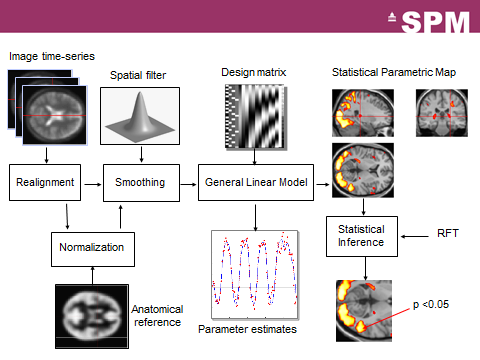 SPM
Image time-series
Spatial filter
Design matrix
Statistical Parametric Map
Realignment
Smoothing
General Linear Model
Statistical
Inference
RFT
Normalization
Anatomical
reference
Parameter estimates
p <0.05